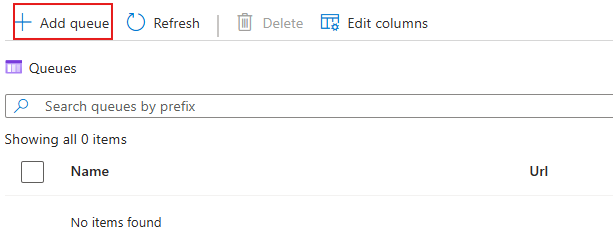 Add queue Refresh Delete Edit columns
Queues
Search queues by prefix
Showing all 0 items
Name Url
No items found